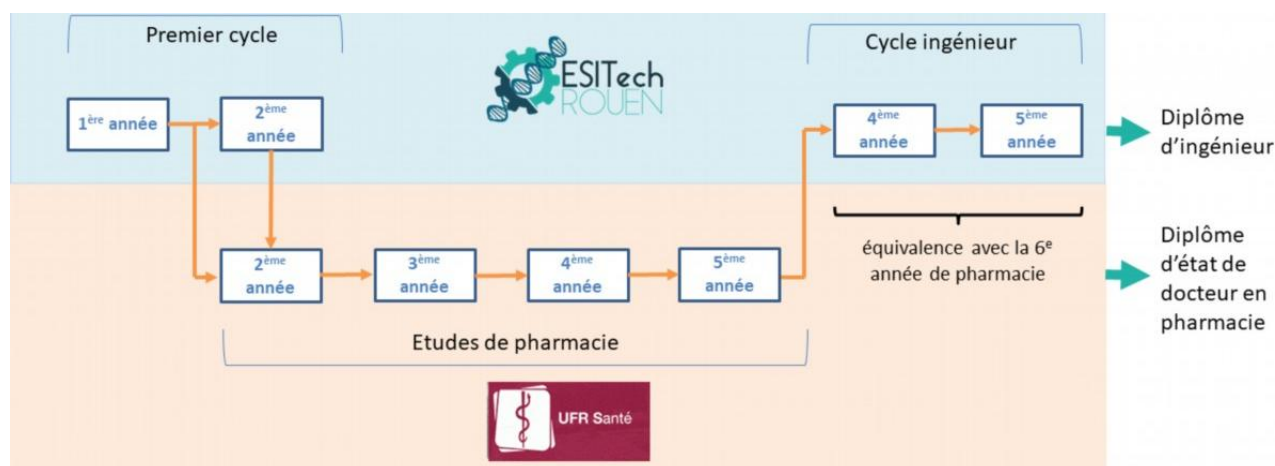 Premier cycle
ESITech
ROUEN
Cycle ingénieur
1ère année
2ème
année
4ème
année
5ème
année
Diplôme
d'ingénieur
2ème
année
3ème
année
4ème
année
5ème
année
équivalence avec la 6e
année de pharmacie
Diplôme
d'état de
docteur en
pharmacie
Etudes de pharmacie
UFR Santé